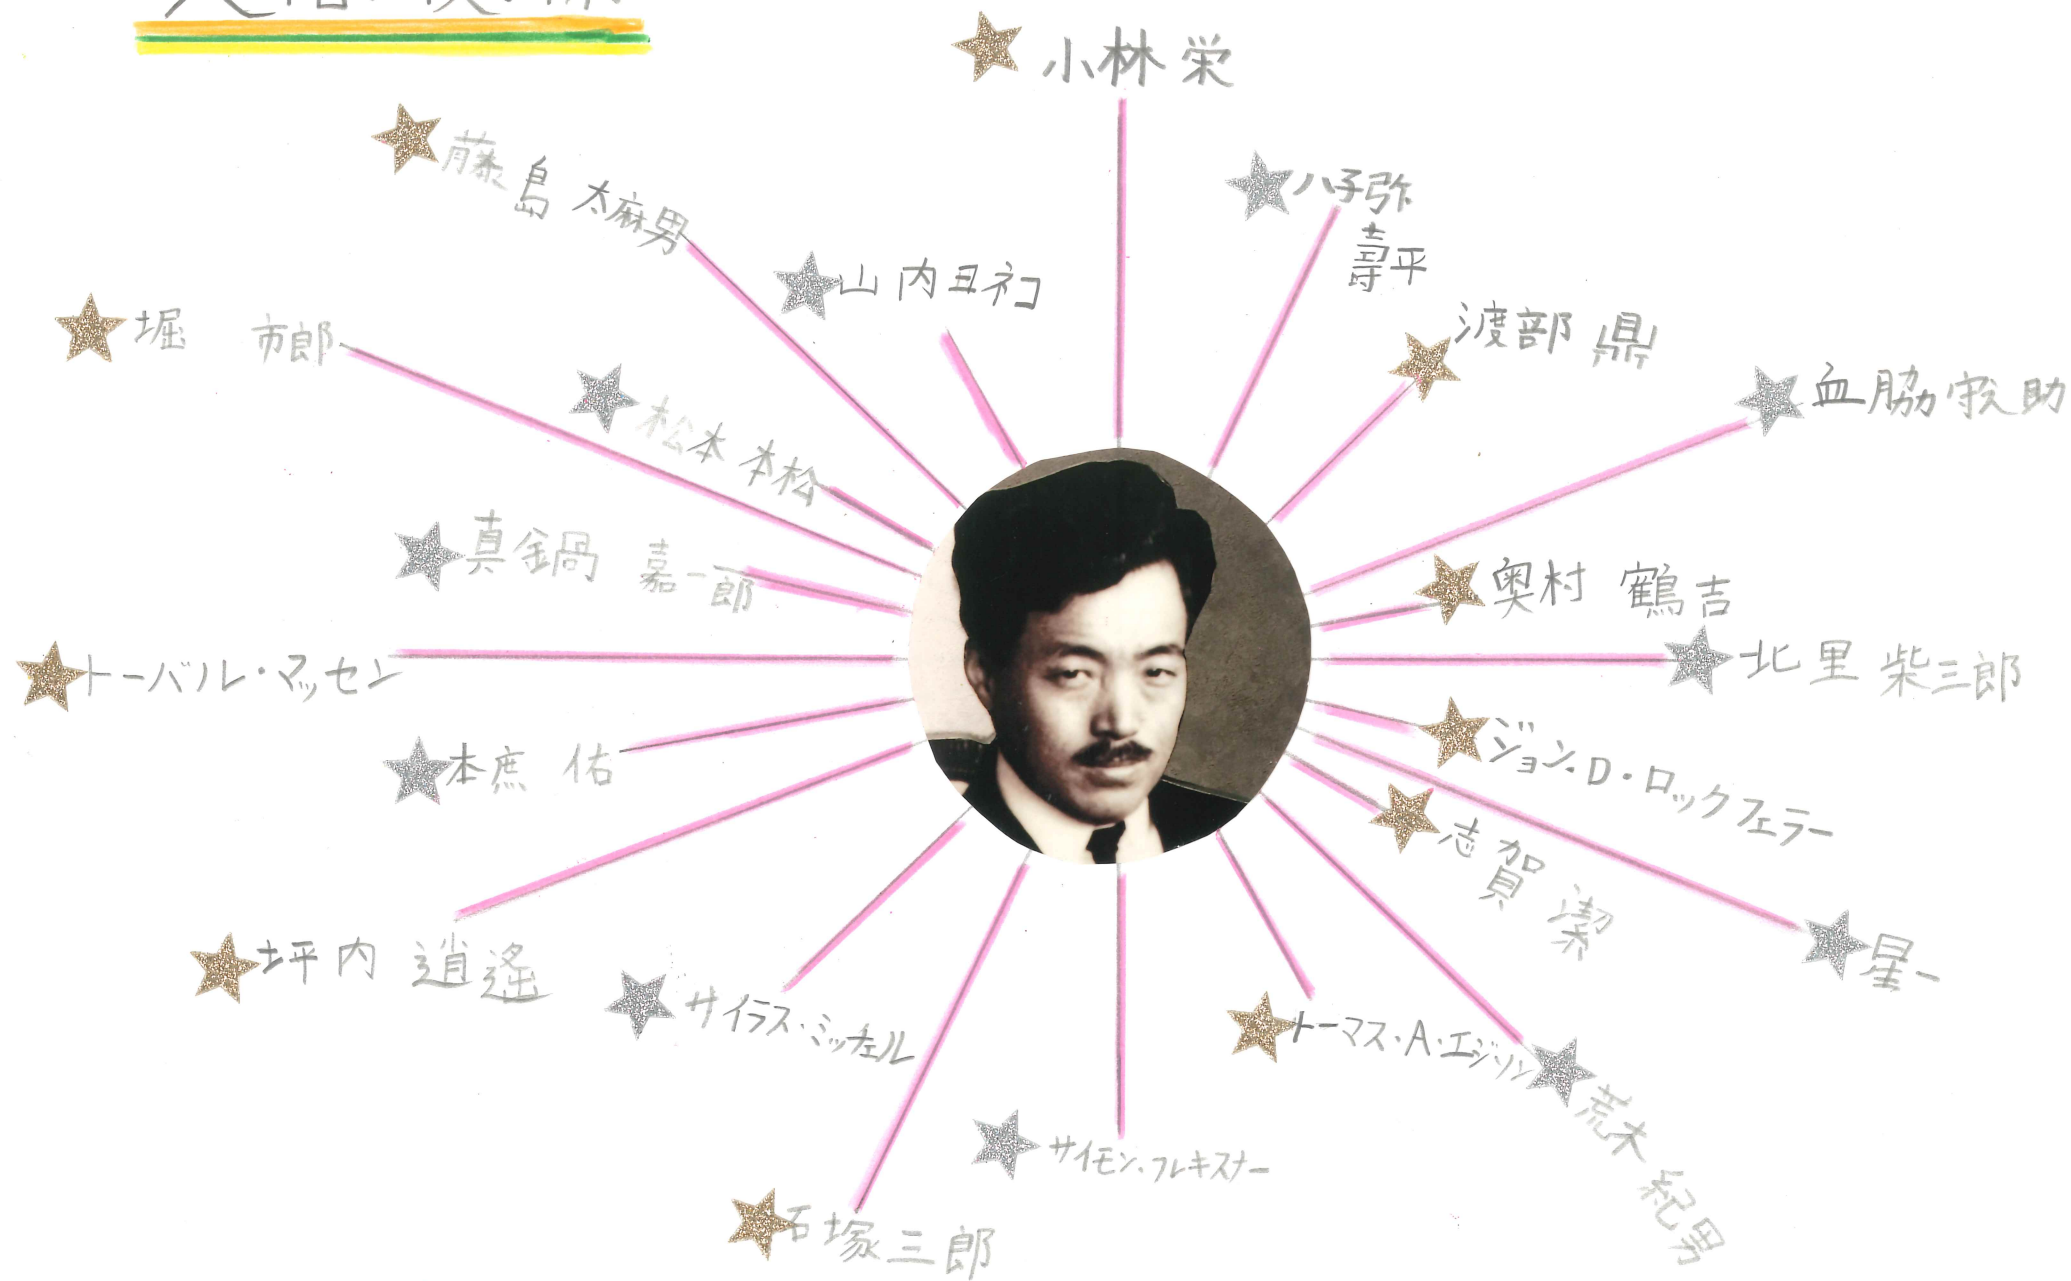 小林 栄
藤島 太麻男
八子弥
壽平
山内ヨネコ
堀 市郎
渡部 鼎
血脇守之助
松本 本松
真鍋 嘉一郎
奥村 鶴吉
トーバル・マッセン
北里 柴三郎
本庶 佑
ジョン.D・ロックフェラー
志賀 潔
坪内 逍遙
星一
サイラス・ミッチェル
トーマス・A・エジソン
荒木 紀男
サイモン・フレキスナー
石塚三郎